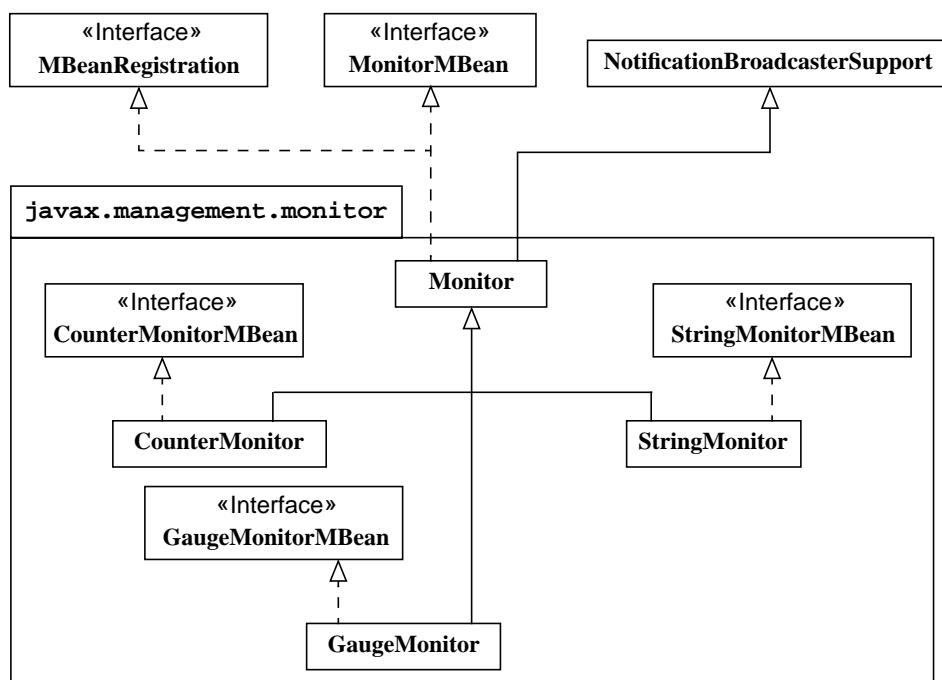 «Interface»
MBeanRegistration
«Interface»
MonitorMBean
NotificationBroadcasterSupport
javax.management.monitor
Monitor
«Interface»
CounterMonitorMBean
«Interface»
StringMonitorMBean
CounterMonitor
StringMonitor
«Interface»
GaugeMonitorMBean
GaugeMonitor